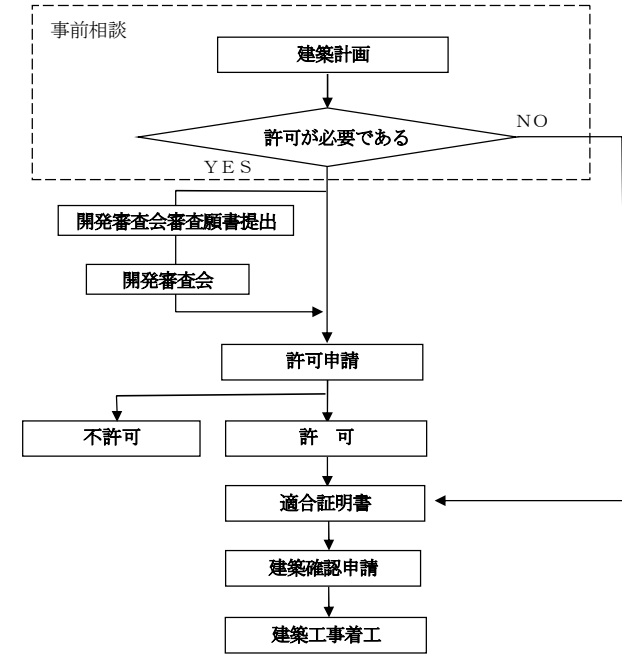 事前相談
建築計画
許可が必要である
NO
YES
開発審査会審査願書提出
開発審査会
許可申請
不許可
許　可
適合証明書
建築確認申請
建築工事着工